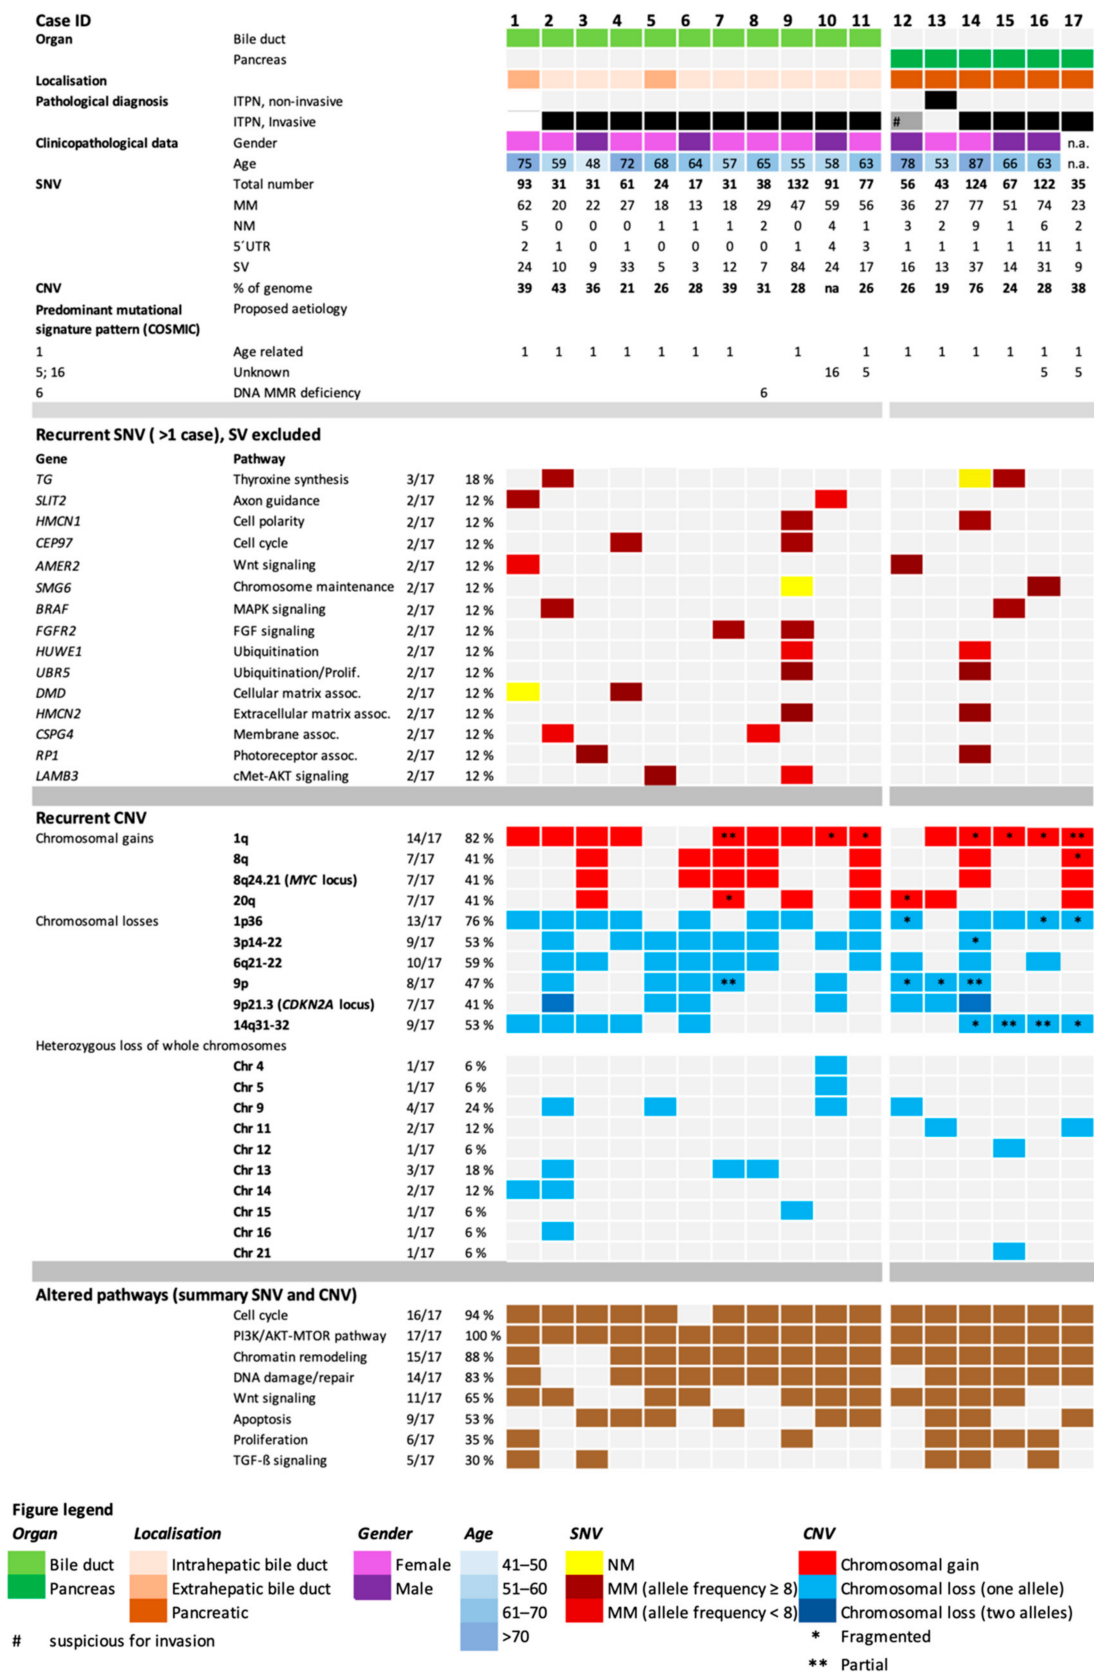 Case ID 1 2 3 4 5 6 7 8 9 10 11 12 13 14 15 16 17
Organ Bile duct
Pancreas
Localisation
Pathological diagnosis ITPN, non-invasive
ITPN, Invasive #
Clinicopathological data Gender n.a.
Age 75 59 48 72 68 64 57 65 55 58 63 78 53 87 66 63 n.a.
SNV Total number 93 31 31 61 24 17 31 38 132 91 77 56 43 124 67 122 35
MM 62 20 22 27 18 13 18 29 47 59 56 36 27 77 51 74 23
NM 5 0 0 0 1 1 1 2 0 4 1 3 2 9 1 6 2
5´UTR 2 1 0 1 0 0 0 0 1 4 3 1 1 1 1 11 1
SV 24 10 9 33 5 3 12 7 84 24 17 16 13 37 14 31 9
CNV % of genome 39 43 36 21 26 28 39 31 28 na 26 26 19 76 24 28 38
Predominant mutational Proposed aetiology
signature pattern (COSMIC)
1 Age related 1 1 1 1 1 1 1 1 1 1 1 1 1 1 1
5; 16 Unknown 16 5 5 5
6 DNA MMR deficiency 6
Recurrent SNV ( >1 case), SV excluded
Gene Pathway
TG Thyroxine synthesis 3/17 18 %
SLIT2 Axon guidance 2/17 12 %
HMCN1 Cell polarity 2/17 12 %
CEP97 Cell cycle 2/17 12 %
AMER2 Wnt signaling 2/17 12 %
SMG6 Chromosome maintenance 2/17 12 %
BRAF MAPK signaling 2/17 12 %
FGFR2 FGF signaling 2/17 12 %
HUWE1 Ubiquitination 2/17 12 %
UBR5 Ubiquitination/Prolif. 2/17 12 %
DMD Cellular matrix assoc. 2/17 12 %
HMCN2 Extracellular matrix assoc. 2/17 12 %
CSPG4 Membrane assoc. 2/17 12 %
RP1 Photoreceptor assoc. 2/17 12 %
LAMB3 cMet-AKT signaling 2/17 12 %
Recurrent CNV
Chromosomal gains 1q 14/17 82 % ** * * * * * **
8q 7/17 41 % *
8q24.21 (MYC locus) 7/17 41 %
20q 7/17 41 % * *
Chromosomal losses 1p36 13/17 76 % * * *
3p14-22 9/17 53 % *
6q21-22 10/17 59 %
9p 8/17 47 % ** * * **
9p21.3 (CDKN2A locus) 7/17 41 %
14q31-32 9/17 53 % * ** ** *
Heterozygous loss of whole chromosomes
Chr 4 1/17 6 %
Chr 5 1/17 6 %
Chr 9 4/17 24 %
Chr 11 2/17 12 %
Chr 12 1/17 6 %
Chr 13 3/17 18 %
Chr 14 2/17 12 %
Chr 15 1/17 6 %
Chr 16 1/17 6 %
Chr 21 1/17 6 %
Altered pathways (summary SNV and CNV)
Cell cycle 16/17 94 %
PI3K/AKT-MTOR pathway 17/17 100 %
Chromatin remodeling 15/17 88 %
DNA damage/repair 14/17 83 %
Wnt signaling 11/17 65 %
Apoptosis 9/17 53 %
Proliferation 6/17 35 %
TGF-ß signaling 5/17 30 %
Figure legend
Organ Localisation Gender Age SNV CNV
Bile duct Intrahepatic bile duct Female 41–50 NM Chromosomal gain
Pancreas Extrahepatic bile duct Male 51–60 MM (allele frequency ≥ 8) Chromosomal loss (one allele)
Pancreatic 61–70 MM (allele frequency < 8) Chromosomal loss (two alleles)
# suspicious for invasion >70 * Fragmented
** Partial